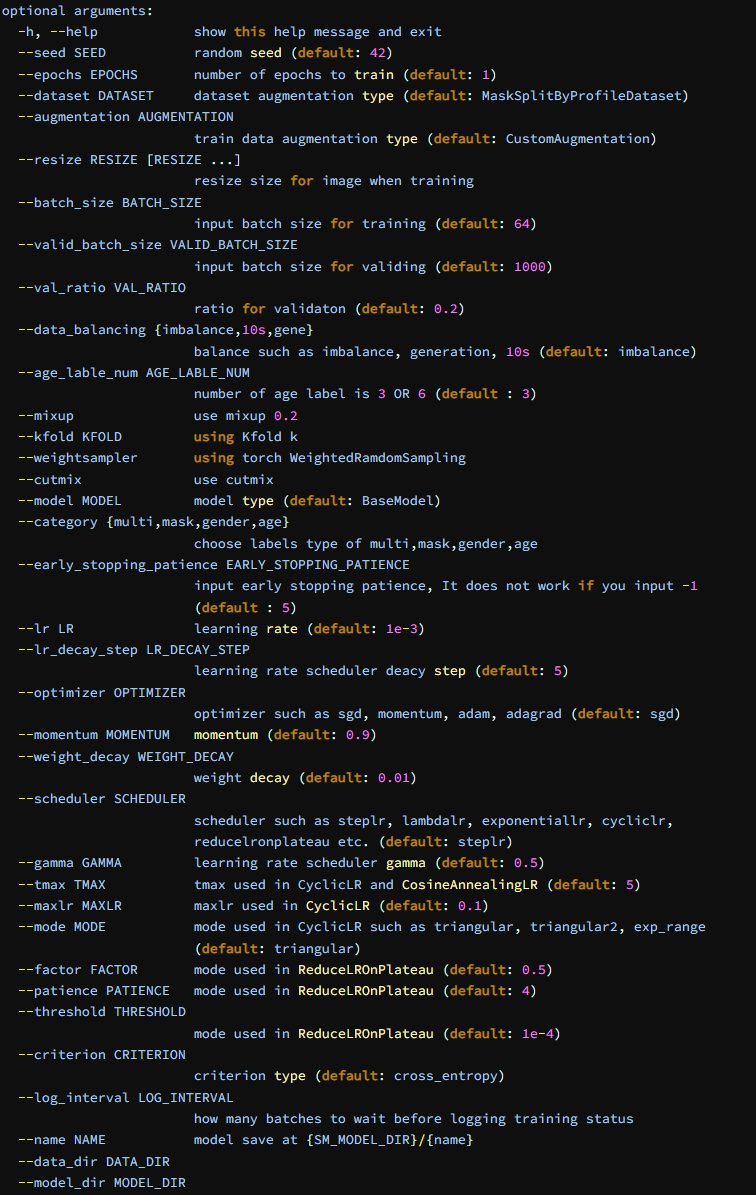 optional arguments:
-h, --help show this help message and exit
--seed SEED random seed (default: 42)
--epochs EPOCHS number of epochs to train (default: 1)
--dataset DATASET dataset augmentation type (default: MaskSplitByProfileDataset)
--augmentation AUGMENTATION
train data augmentation type (default: CustomAugmentation)
--resize RESIZE [RESIZE ...]
resize size for image when training
--batch_size BATCH_SIZE
input batch size for training (default: 64)
--valid_batch_size VALID_BATCH_SIZE
input batch size for validing (default: 1000)
--val_ratio VAL_RATIO
ratio for validaton (default: 0.2)
--data_balancing {imbalance,10s,gene}
balance such as imbalance, generation, 10s (default: imbalance)
--age_lable_num AGE_LABLE_NUM
number of age label is 3 OR 6 (default : 3)
--mixup use mixup 0.2
--kfold KFOLD using Kfold k
--weightsampler using torch WeightedRamdomSampling
--cutmix use cutmix
--model MODEL model type (default: BaseModel)
--category {multi,mask,gender,age}
choose labels type of multi,mask,gender,age
--early_stopping_patience EARLY_STOPPING_PATIENCE
input early stopping patience, It does not work if you input -1
(default : 5)
--lr LR learning rate (default: 1e-3)
--lr_decay_step LR_DECAY_STEP
learning rate scheduler deacy step (default: 5)
--optimizer OPTIMIZER
optimizer such as sgd, momentum, adam, adagrad (default: sgd)
--momentum MOMENTUM momentum (default: 0.9)
--weight_decay WEIGHT_DECAY
weight decay (default: 0.01)
--scheduler SCHEDULER
scheduler such as steplr, lambdalr, exponentiallr, cycliclr,
reducelronplateau etc. (default: steplr)
--gamma GAMMA learning rate scheduler gamma (default: 0.5)
--tmax TMAX tmax used in CyclicLR and CosineAnnealingLR (default: 5)
--maxlr MAXLR maxlr used in CyclicLR (default: 0.1)
--mode MODE mode used in CyclicLR such as triangular, triangular2, exp_range
(default: triangular)
--factor FACTOR mode used in ReduceLROnPlateau (default: 0.5)
--patience PATIENCE mode used in ReduceLROnPlateau (default: 4)
--threshold THRESHOLD
mode used in ReduceLROnPlateau (default: 1e-4)
--criterion CRITERION
criterion type (default: cross_entropy)
--log_interval LOG_INTERVAL
how many batches to wait before logging training status
--name NAME model save at {SM_MODEL_DIR}/{name}
--data_dir DATA_DIR
--model_dir MODEL_DIR